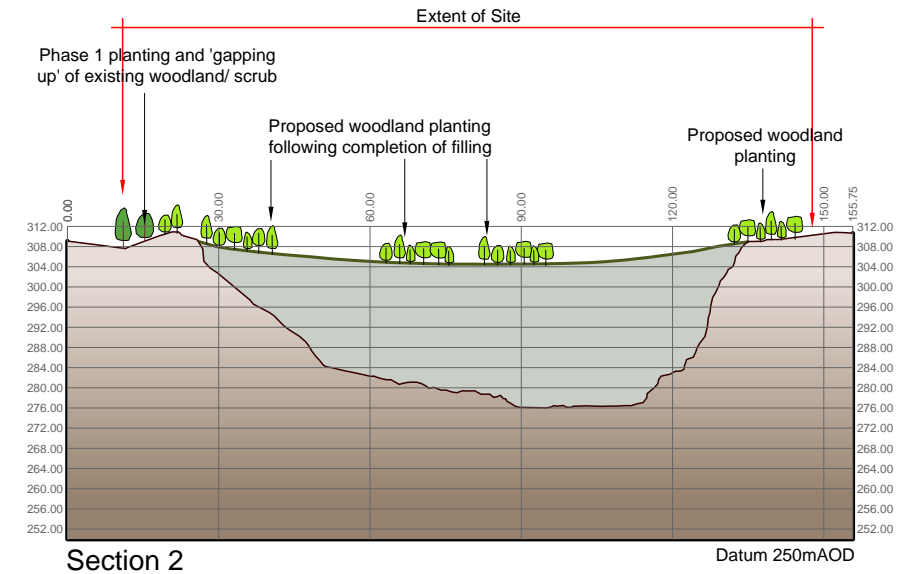 Extent of Site
Phase 1 planting and 'gapping
up' of existing woodland/ scrub
Proposed woodland planting
following completion of filling
Proposed woodland
planting
0.00
30.00
60.00
90.00
120.00
150.00
155.75
312.00 312.00
308.00 308.00
304.00 304.00
300.00 300.00
296.00 296.00
292.00 292.00
288.00 288.00
284.00 284.00
280.00 280.00
276.00 276.00
272.00 272.00
268.00 268.00
264.00 264.00
260.00 260.00
256.00 256.00
252.00 252.00
Section 2
Datum 250mAOD